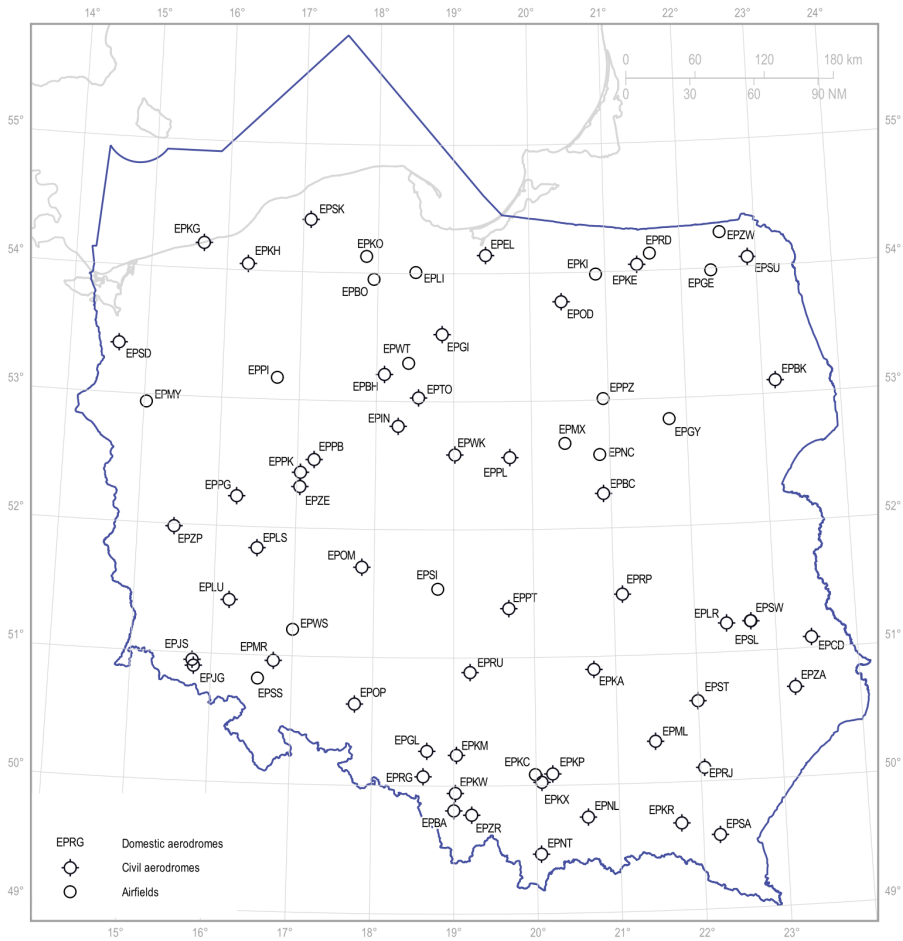 14° 15° 16° 17° 18° 19° 20° 21° 22° 23° 24°
0 60 120 180 km
0 30 60 90 NM
55° 55°
EPSK
EPKG
EPKO
EPEL
EPRD
EPZW
54° 54°
EPKH
EPLI
EPKI
EPKE
EPGE
EPSU
EPBO
EPOD
EPGI
EPWT
EPSD
EPPI
EPBH
EPBK
53° 53°
EPMY
EPTO
EPPZ
EPIN
EPMX
EPGY
EPPB
EPWK
EPNC
EPPK
EPPL
EPPG
EPZE
EPBC
52° 52°
EPZP
EPLS
EPOM
EPSI
EPRP
EPLU
EPPT
EPLR
EPSW
EPWS
EPSL
51° 51°
EPJS
EPMR
EPCD
EPJG
EPRU
EPKA
EPZA
EPSS
EPOP
EPST
EPML
EPGL
EPKM
50° 50°
EPKC
EPKP
EPRJ
EPRG
EPKW
EPKX
EPNL
EPKR
EPBA
EPZR
EPSA
EPNT
EPRG Domestic aerodromes
Civil aerodromes
Airfields
49° 49°
15° 16° 17° 18° 19° 20° 21° 22° 23°